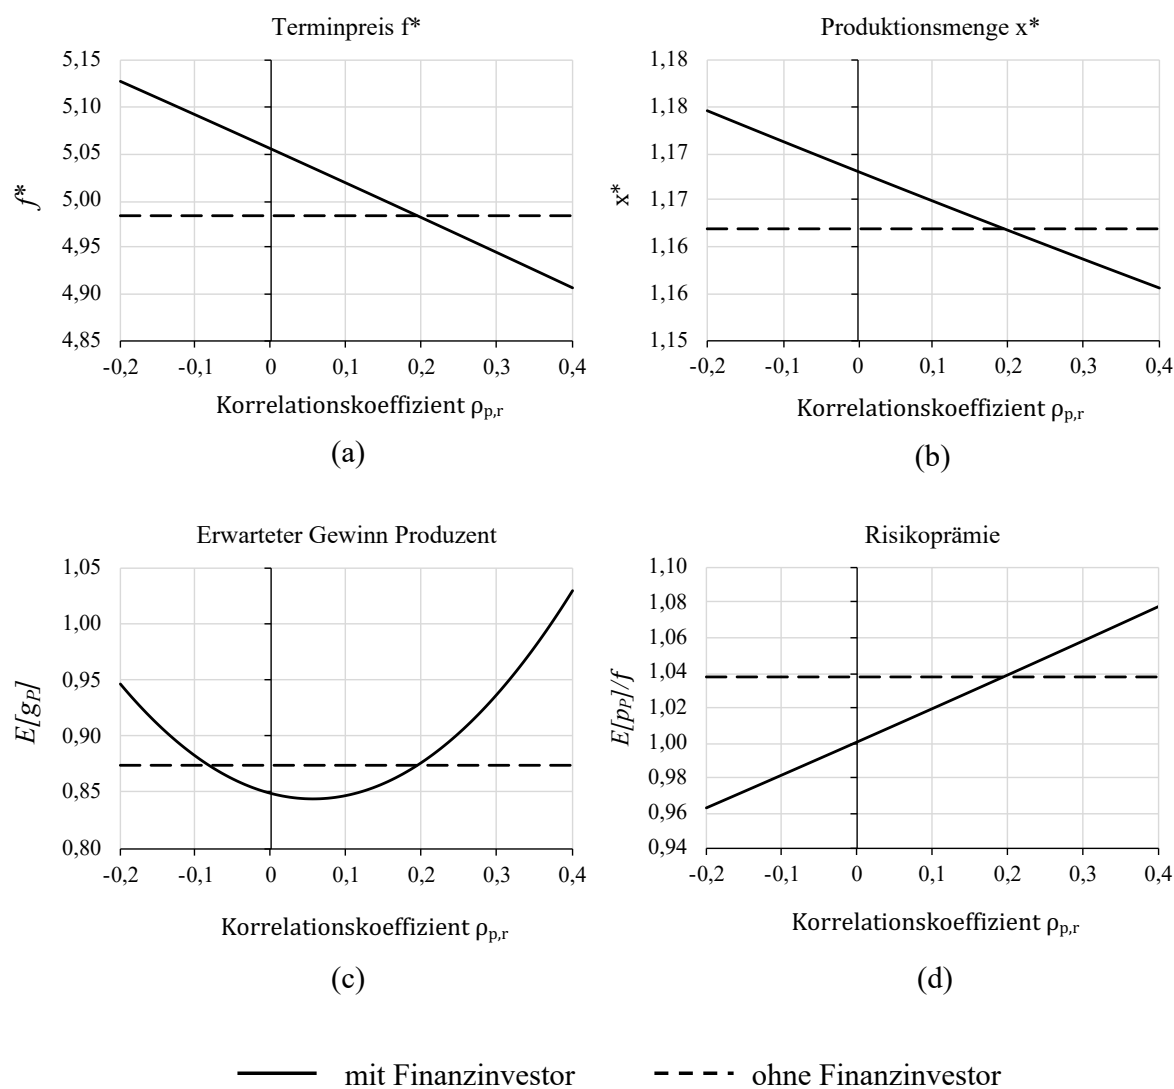 Terminpreis f*
5,15
5,10
5,05
5,00
4,95
4,90
4,85
f*
-0,2 -0,1 0 0,1 0,2 0,3 0,4
Korrelationskoeffizient ρp,r
(a)
Produktionsmenge x*
1,18
1,18
1,17
1,17
1,16
1,16
1,15
x*
-0,2 -0,1 0 0,1 0,2 0,3 0,4
Korrelationskoeffizient ρp,r
(b)
Erwarteter Gewinn Produzent
1,05
1,00
0,95
0,90
0,85
0,80
E[gP]
-0,2 -0,1 0 0,1 0,2 0,3 0,4
Korrelationskoeffizient ρp,r
(c)
Risikoprämie
1,10
1,08
1,06
1,04
1,02
1,00
0,98
0,96
0,94
E[pP]/f
-0,2 -0,1 0 0,1 0,2 0,3 0,4
Korrelationskoeffizient ρp,r
(d)
mit Finanzinvestor
ohne Finanzinvestor